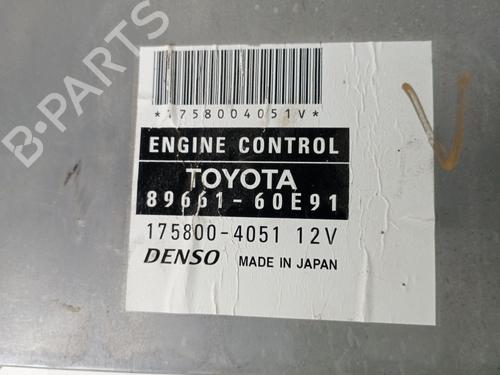 *1758004051V*
ENGINE CONTROL
TOYOTA
89661-60E91
175800-4051 12V
DENSO MADE IN JAPAN
B-PARTS